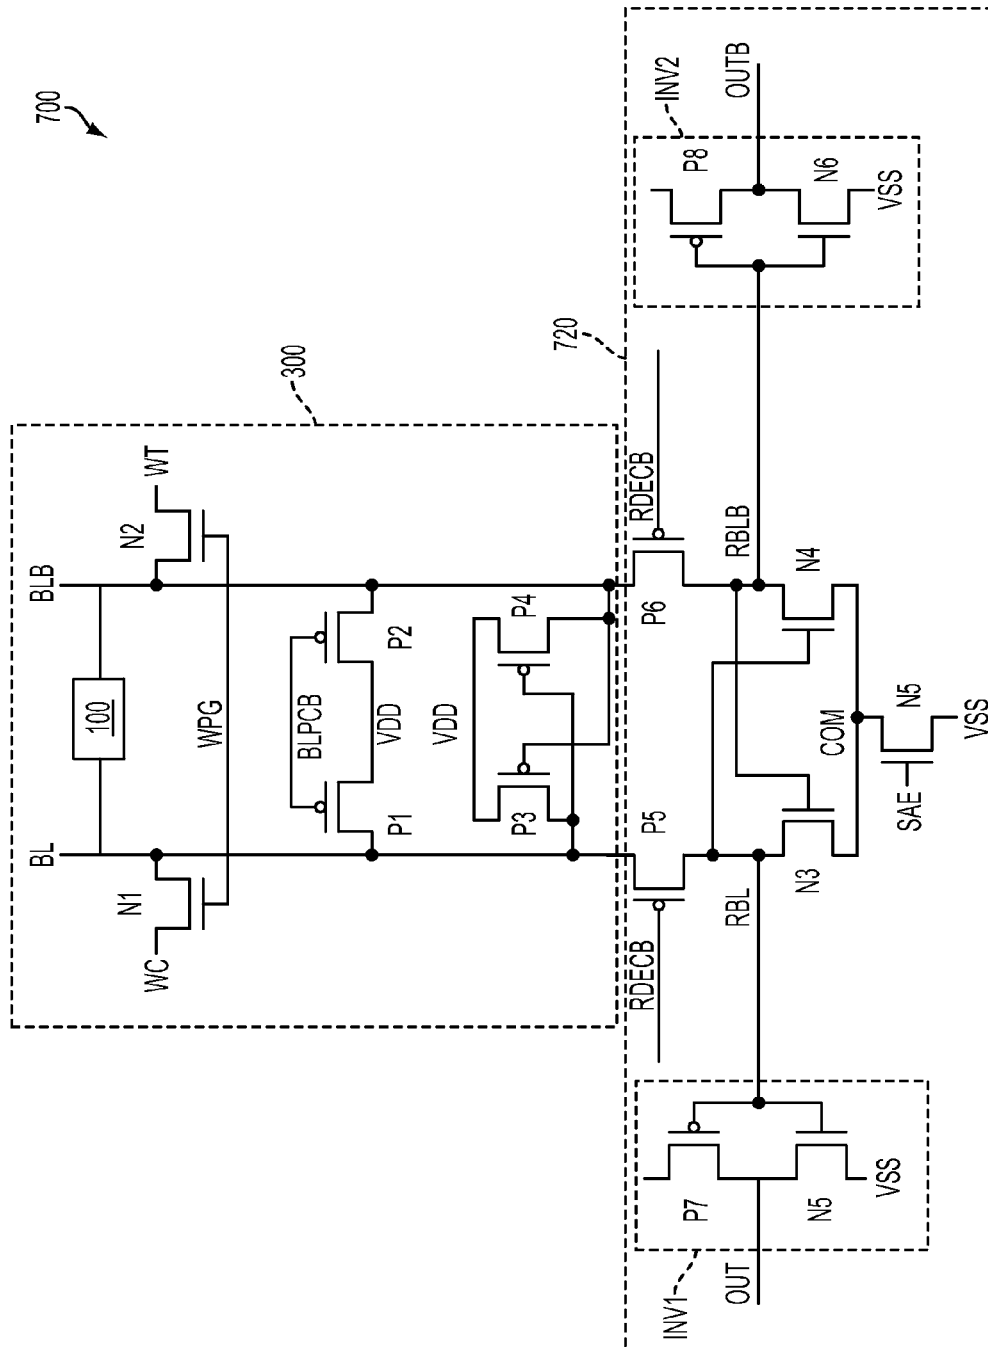 700
300
BL
BLB
100
N1
N2
WC
WT
WPG
BLPCB
P1
P2
VDD
VDD
P3
P4
720
RDECB
RDECB
P5
P6
RBL
RBLB
N3
N4
COM
SAE
N5
VSS
INV1
P7
N5
VSS
OUT
INV2
P8
N6
VSS
OUTB